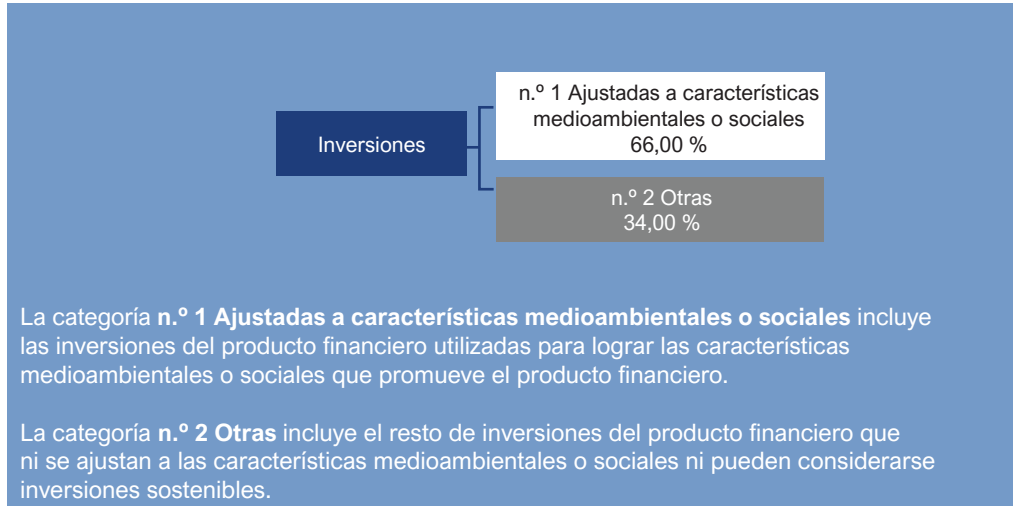 Inversiones
n.º 1 Ajustadas a características
medioambientales o sociales
66,00 %
n.º 2 Otras
34,00 %
La categoría n.º 1 Ajustadas a características medioambientales o sociales incluye
las inversiones del producto financiero utilizadas para lograr las características
medioambientales o sociales que promueve el producto financiero.
La categoría n.º 2 Otras incluye el resto de inversiones del producto financiero que
ni se ajustan a las características medioambientales o sociales ni pueden considerarse
inversiones sostenibles.